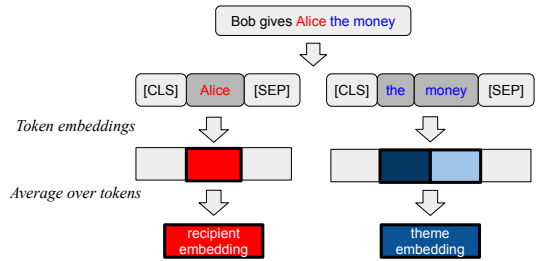 Bob gives Alice the money
[CLS] Alice [SEP] [CLS] the money [SEP]
Token embeddings
Average over tokens
recipient
embedding
theme
embedding